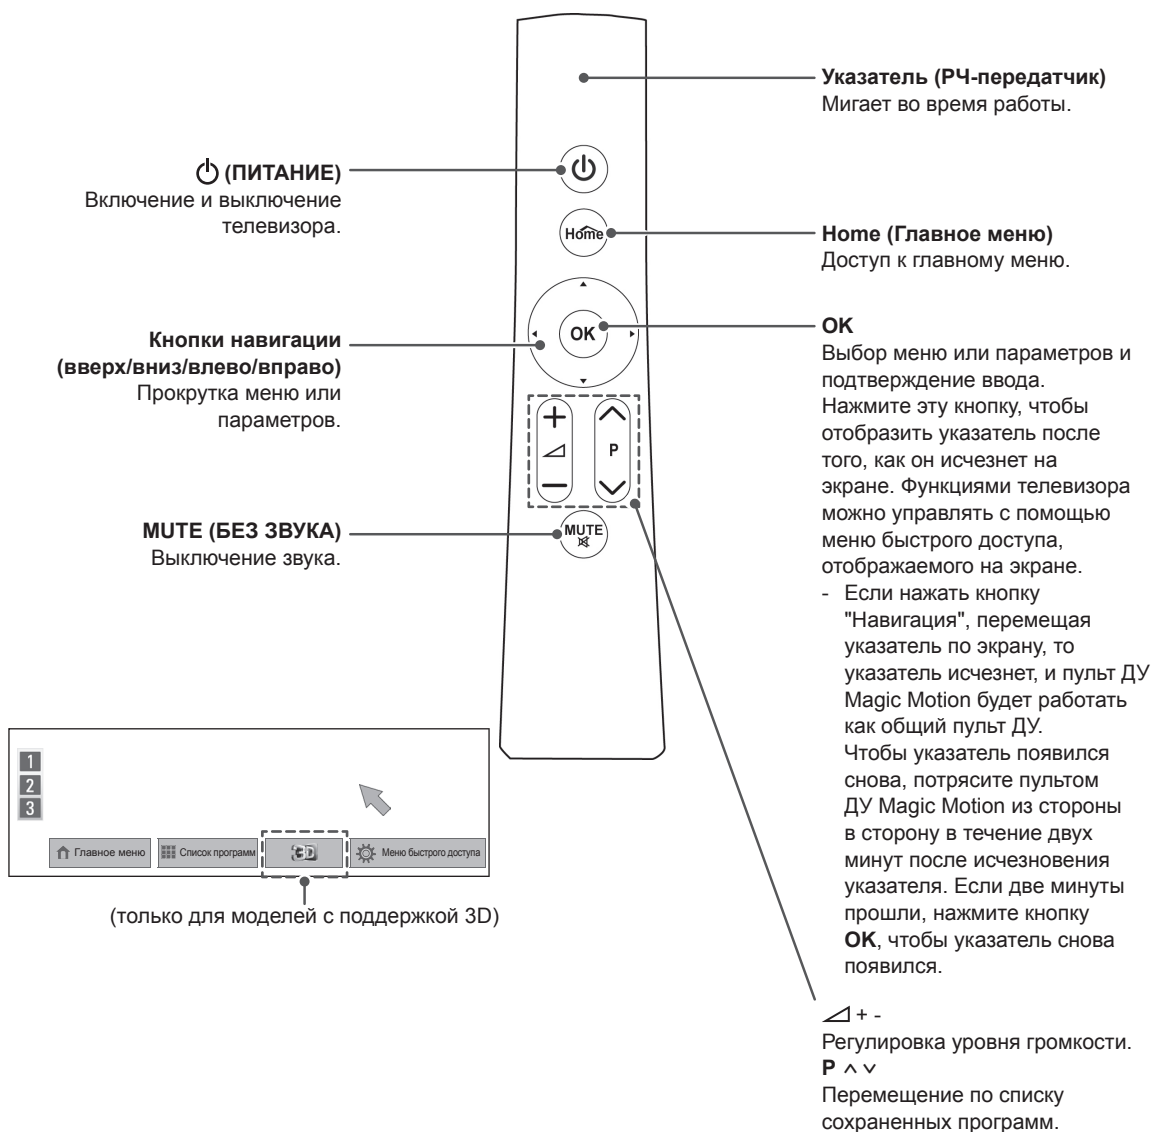 Указатель (РЧ-передатчик)
Мигает во время работы.
(ПИТАНИЕ)
Включение и выключение
телевизора.
Home
Home (Главное меню)
Доступ к главному меню.
Кнопки навигации
(вверх/вниз/влево/вправо)
Прокрутка меню или
параметров.
OK
OK
Выбор меню или параметров и
подтверждение ввода.
Нажмите эту кнопку, чтобы
отобразить указатель после
того, как он исчезнет на
экране. Функциями телевизора
можно управлять с помощью
меню быстрого доступа,
отображаемого на экране.
- Если нажать кнопку
"Навигация", перемещая
указатель по экрану, то
указатель исчезнет, и пульт ДУ
Magic Motion будет работать
как общий пульт ДУ.
Чтобы указатель появился
снова, потрясите пультом
ДУ Magic Motion из стороны
в сторону в течение двух
минут после исчезновения
указателя. Если две минуты
прошли, нажмите кнопку
OK, чтобы указатель снова
появился.
+
P
−
MUTE
MUTE (БЕЗ ЗВУКА)
Выключение звука.
1
2
3
Главное меню
Список программ
3D
Меню быстрого доступа
(только для моделей с поддержкой 3D)
+ -
Регулировка уровня громкости.
P ˄ ˅
Перемещение по списку
сохраненных программ.